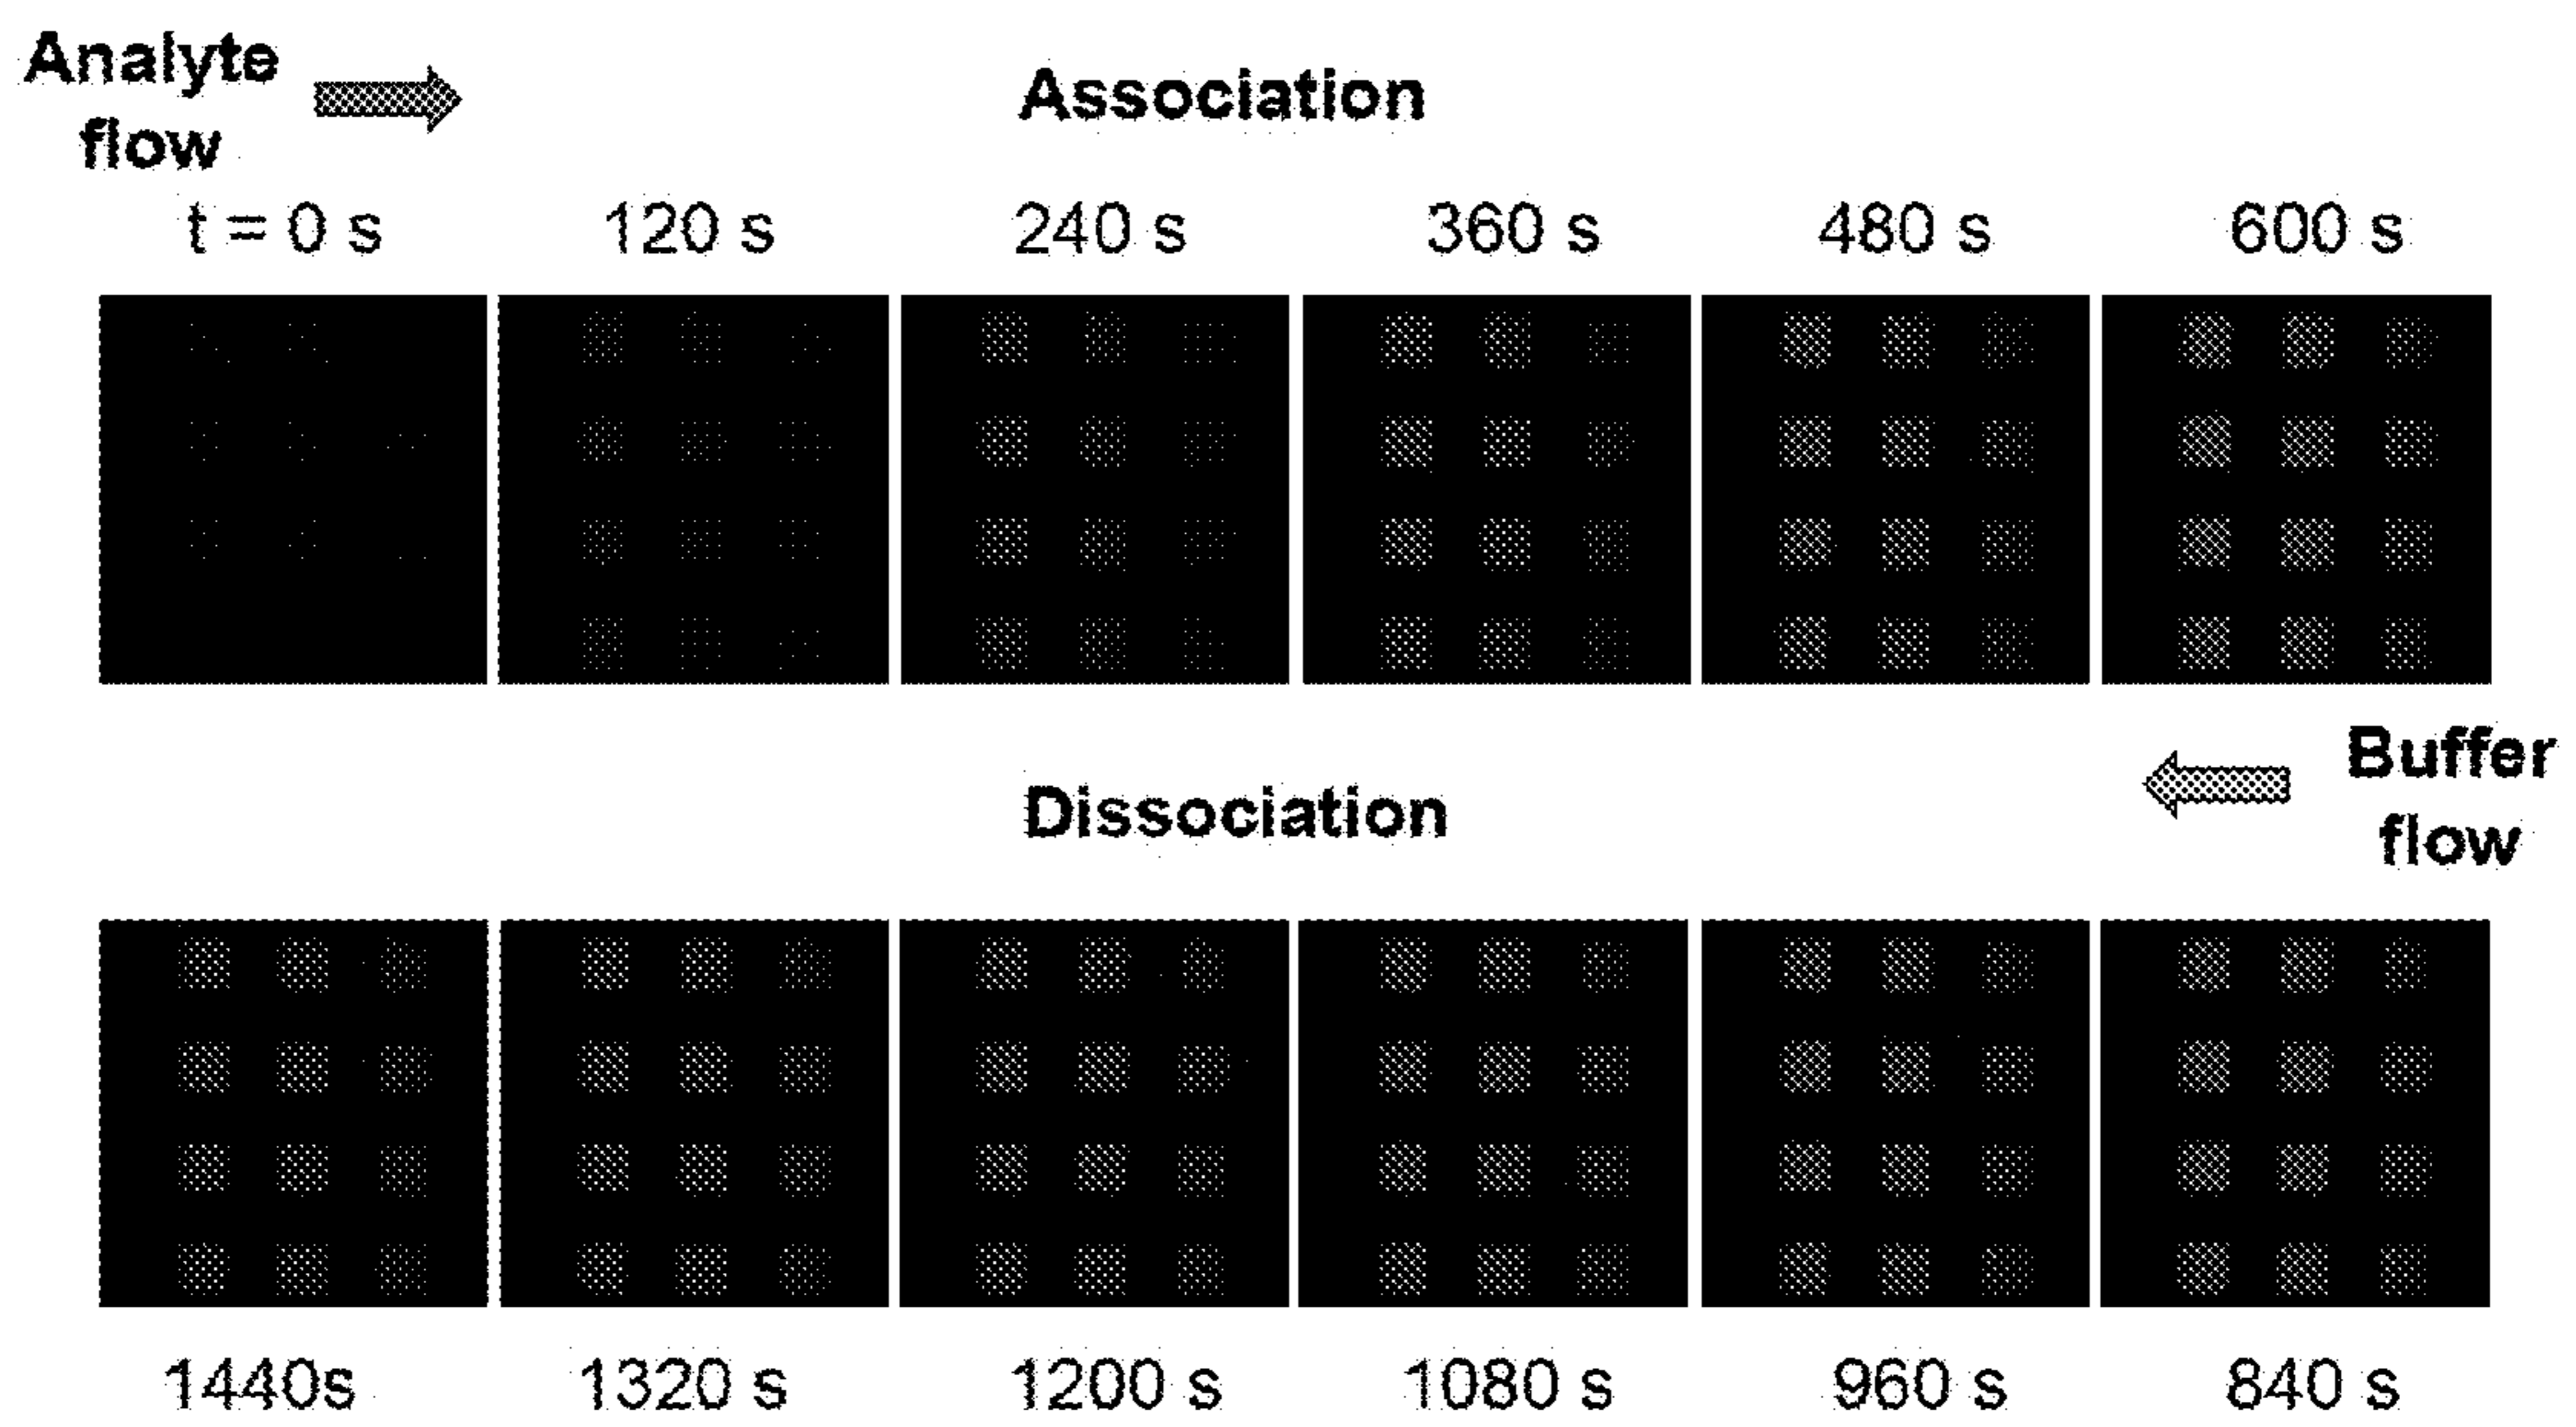 Analyte
flow
Association
t = 0 s
120 s
240 s
360 s
480 s
600 s
Dissociation
Buffer
flow
1440s
1320 s
1200 s
1080 s
960 s
840 s